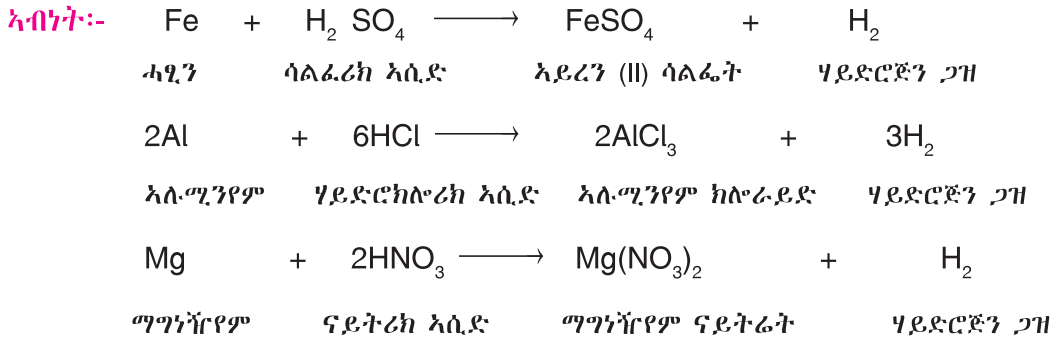 ኣብነት፡- Fe + H₂ SO₄ ⟶ FeSO₄ + H₂
ሓፂን ሳልፈሪክ ኣሲድ ኣይረን (II) ሳልፌት ሃይድሮጅን ጋዝ
2Al + 6HCl ⟶ 2AlCl₃ + 3H₂
ኣሉሚንየም ሃይድሮክሎሪክ ኣሲድ ኣሉሚንየም ክሎራይድ ሃይድሮጅን ጋዝ
Mg + 2HNO₃ ⟶ Mg(NO₃)₂ + H₂
ማግነዥየም ናይትሪክ ኣሲድ ማግነዥየም ናይትሬት ሃይድሮጅን ጋዝ